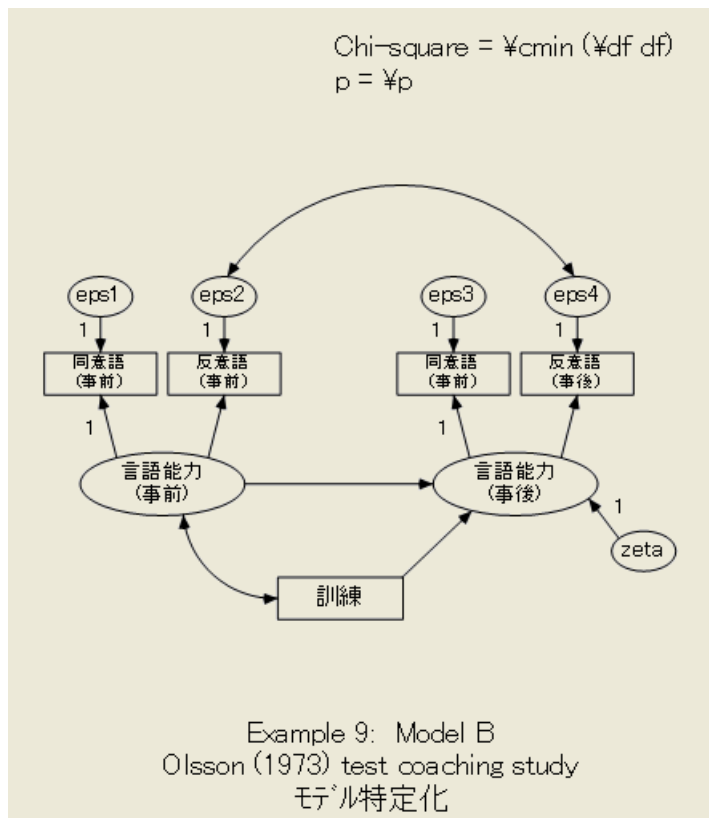 Chi-square = ¥cmin (¥df df)
p = ¥p
eps1
eps2
eps3
eps4
1
1
1
1
同意語
(事前)
反意語
(事前)
同意語
(事前)
反意語
(事後)
1
1
言語能力
(事前)
言語能力
(事後)
1
zeta
訓練
Example 9: Model B
Olsson (1973) test coaching study
モデル特定化